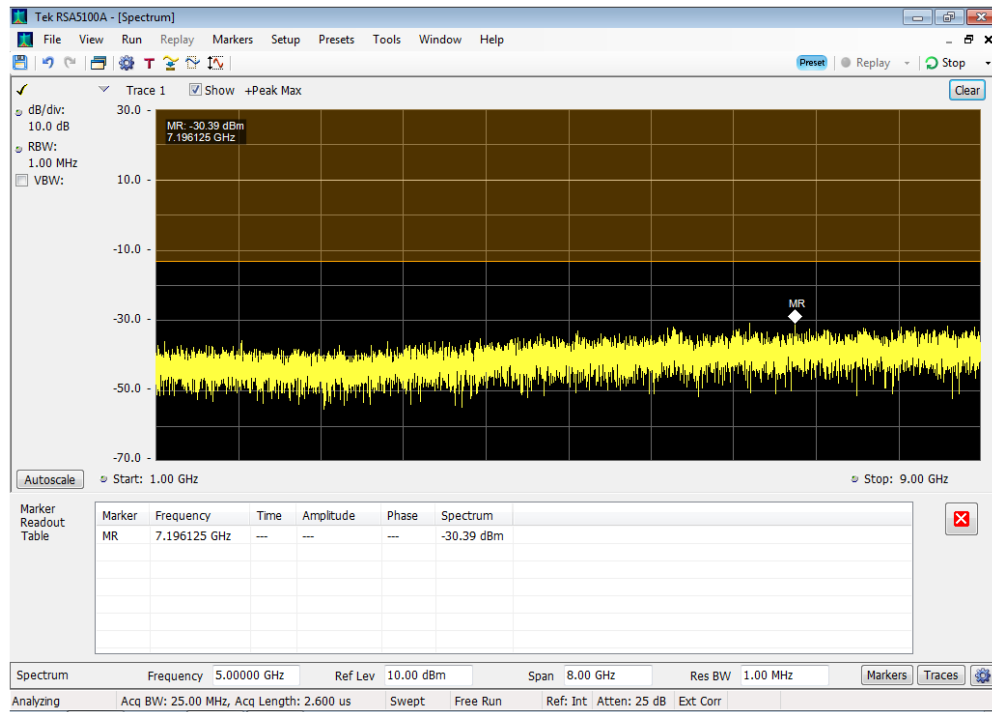 Tek RSA5100A - [Spectrum]
File View Run Replay Markers Setup Presets Tools Window Help
T Preset Replay Stop
Trace 1 Show +Peak Max Clear
dB/div:
10.0 dB
RBW:
1.00 MHz
VBW:
30.0
10.0
-10.0
-30.0
-50.0
-70.0
MR: -30.39 dBm
7.196125 GHz
MR
Autoscale Start: 1.00 GHz Stop: 9.00 GHz
Marker
Readout
Table
Marker Frequency Time Amplitude Phase Spectrum
MR 7.196125 GHz --- --- --- -30.39 dBm
Spectrum Frequency 5.00000 GHz Ref Lev 10.00 dBm Span 8.00 GHz Res BW 1.00 MHz Markers Traces
Analyzing Acq BW: 25.00 MHz, Acq Length: 2.600 us Swept Free Run Ref: Int Atten: 25 dB Ext Corr